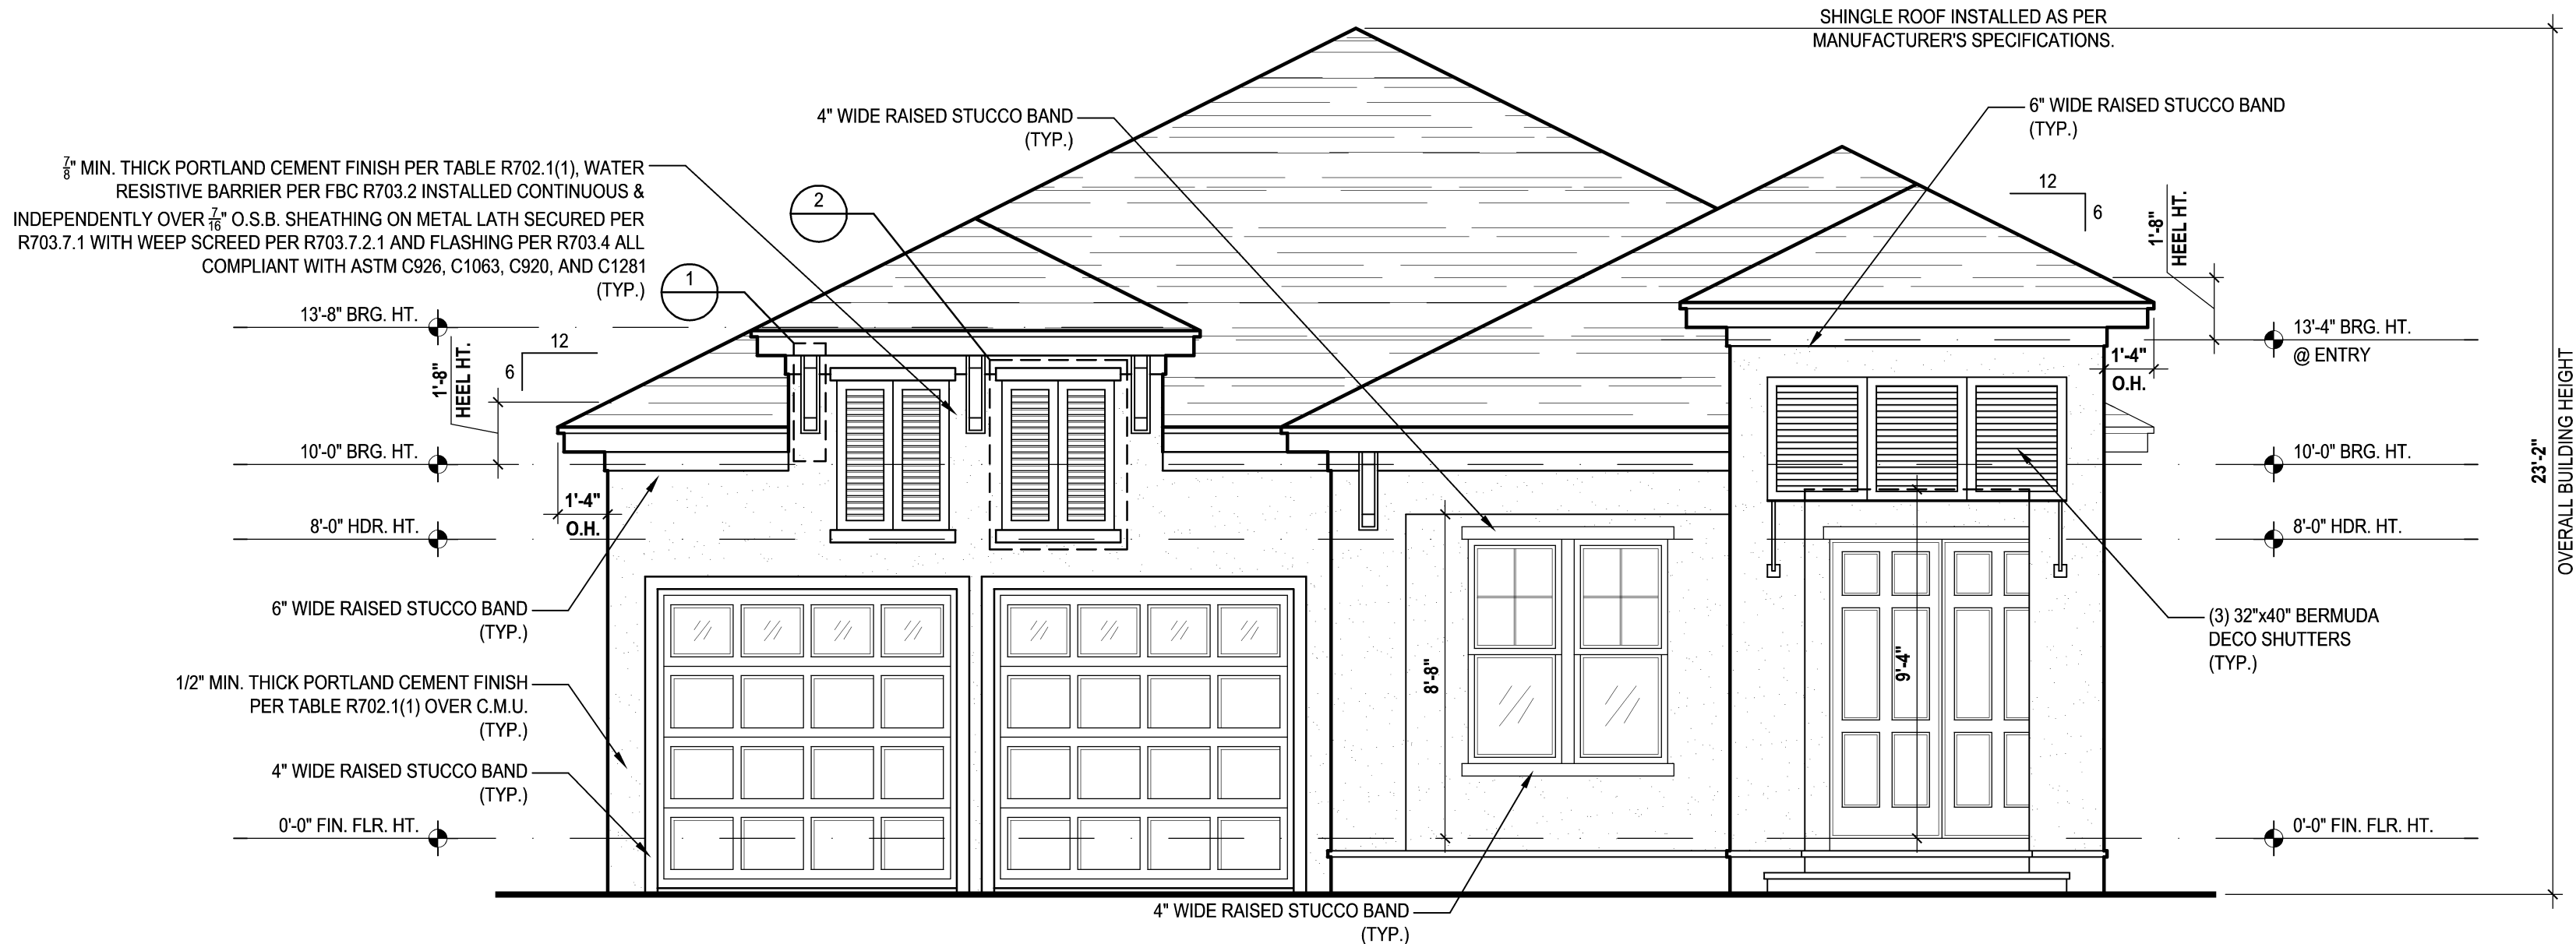 SHINGLE ROOF INSTALLED AS PER
MANUFACTURER'S SPECIFICATIONS.
4" WIDE RAISED STUCCO BAND
(TYP.)
6" WIDE RAISED STUCCO BAND
(TYP.)
7/8" MIN. THICK PORTLAND CEMENT FINISH PER TABLE R702.1(1), WATER
RESISTIVE BARRIER PER FBC R703.2 INSTALLED CONTINUOUS &
INDEPENDENTLY OVER 7/16" O.S.B. SHEATHING ON METAL LATH SECURED PER
R703.7.1 WITH WEEP SCREED PER R703.7.2.1 AND FLASHING PER R703.4 ALL
COMPLIANT WITH ASTM C926, C1063, C920, AND C1281
(TYP.)
2
1
12
6
1'-8"
HEEL HT.
13'-8" BRG. HT.
12
6
1'-8"
HEEL HT.
13'-4" BRG. HT.
@ ENTRY
1'-4"
O.H.
10'-0" BRG. HT.
10'-0" BRG. HT.
23'-2"
OVERALL BUILDING HEIGHT
1'-4"
O.H.
8'-0" HDR. HT.
8'-0" HDR. HT.
6" WIDE RAISED STUCCO BAND
(TYP.)
(3) 32"x40" BERMUDA
DECO SHUTTERS
(TYP.)
8'-8"
9'-4"
1/2" MIN. THICK PORTLAND CEMENT FINISH
PER TABLE R702.1(1) OVER C.M.U.
(TYP.)
4" WIDE RAISED STUCCO BAND
(TYP.)
0'-0" FIN. FLR. HT.
0'-0" FIN. FLR. HT.
4" WIDE RAISED STUCCO BAND
(TYP.)